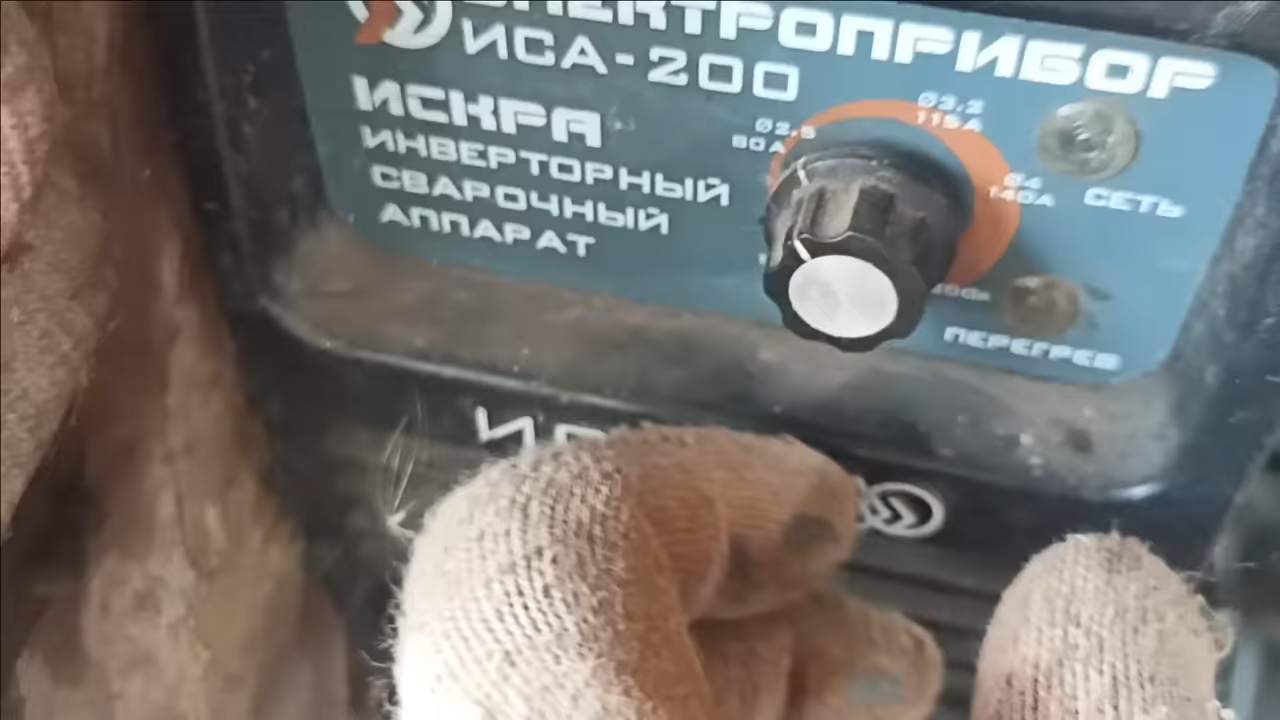 ЭЛЕКТРОПРИБОР
ИСА-200
ИСКРА
ИНВЕРТОРНЫЙ
СВАРОЧНЫЙ
АППАРАТ
Ø2.5
80А
Ø3.2
115А
Ø4
140А
СЕТЬ
ПЕРЕГРЕВ